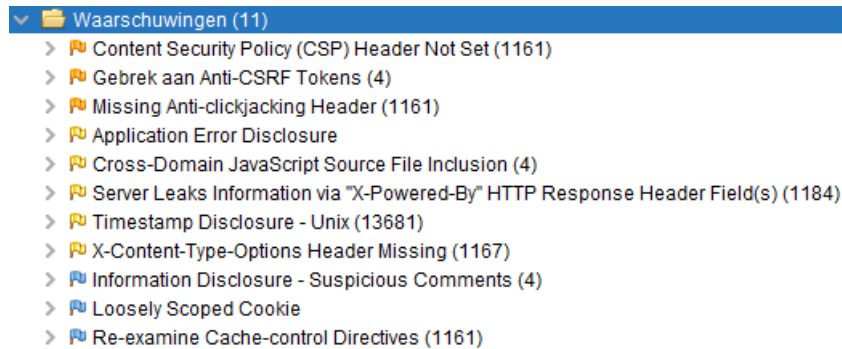 Waarschuwingen (11)
Content Security Policy (CSP) Header Not Set (1161)
Gebrek aan Anti-CSRF Tokens (4)
Missing Anti-clickjacking Header (1161)
Application Error Disclosure
Cross-Domain JavaScript Source File Inclusion (4)
Server Leaks Information via "X-Powered-By" HTTP Response Header Field(s) (1184)
Timestamp Disclosure - Unix (13681)
X-Content-Type-Options Header Missing (1167)
Information Disclosure - Suspicious Comments (4)
Loosely Scoped Cookie
Re-examine Cache-control Directives (1161)